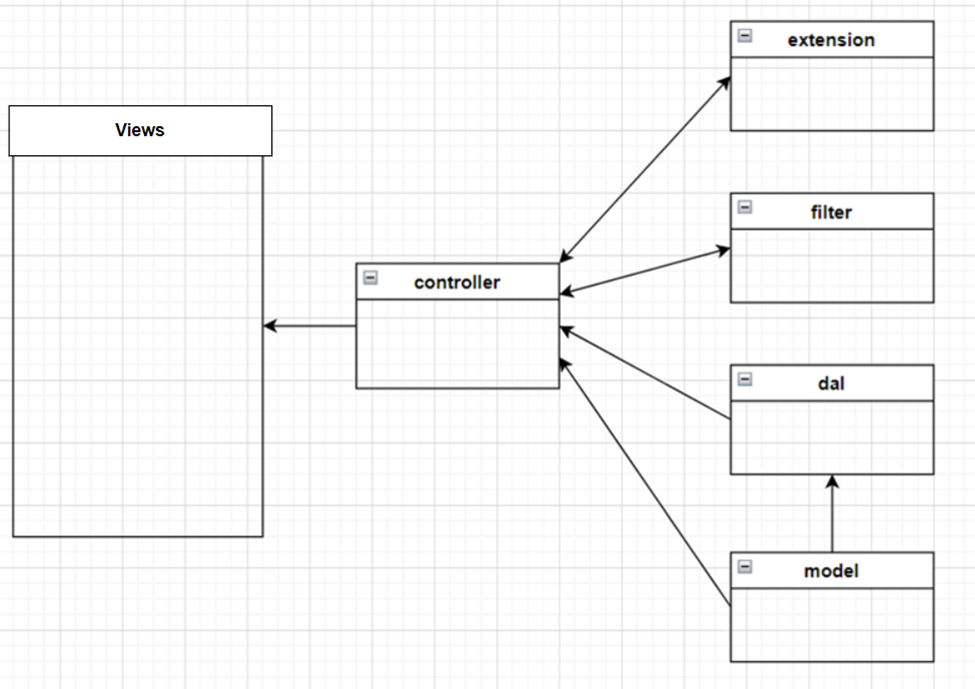 extension
Views
filter
controller
dal
model